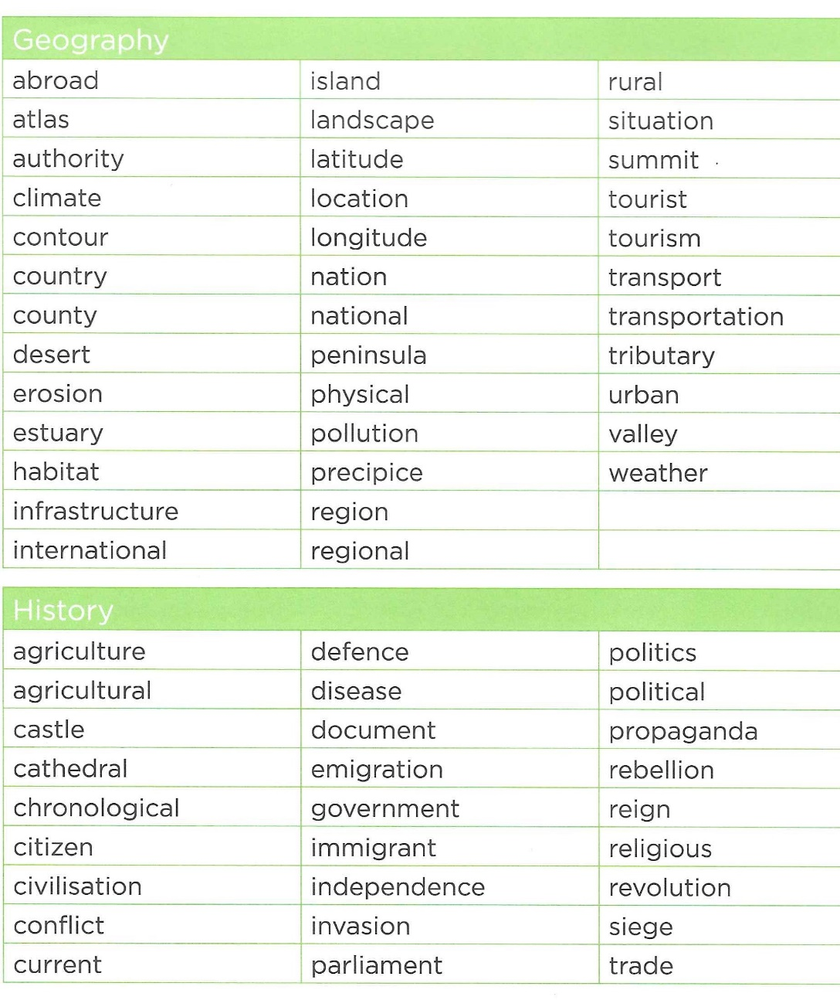 Geography
abroad island rural
atlas landscape situation
authority latitude summit
climate location tourist
contour longitude tourism
country nation transport
county national transportation
desert peninsula tributary
erosion physical urban
estuary pollution valley
habitat precipice weather
infrastructure region
international regional
History
agriculture defence politics
agricultural disease political
castle document propaganda
cathedral emigration rebellion
chronological government reign
citizen immigrant religious
civilisation independence revolution
conflict invasion siege
current parliament trade